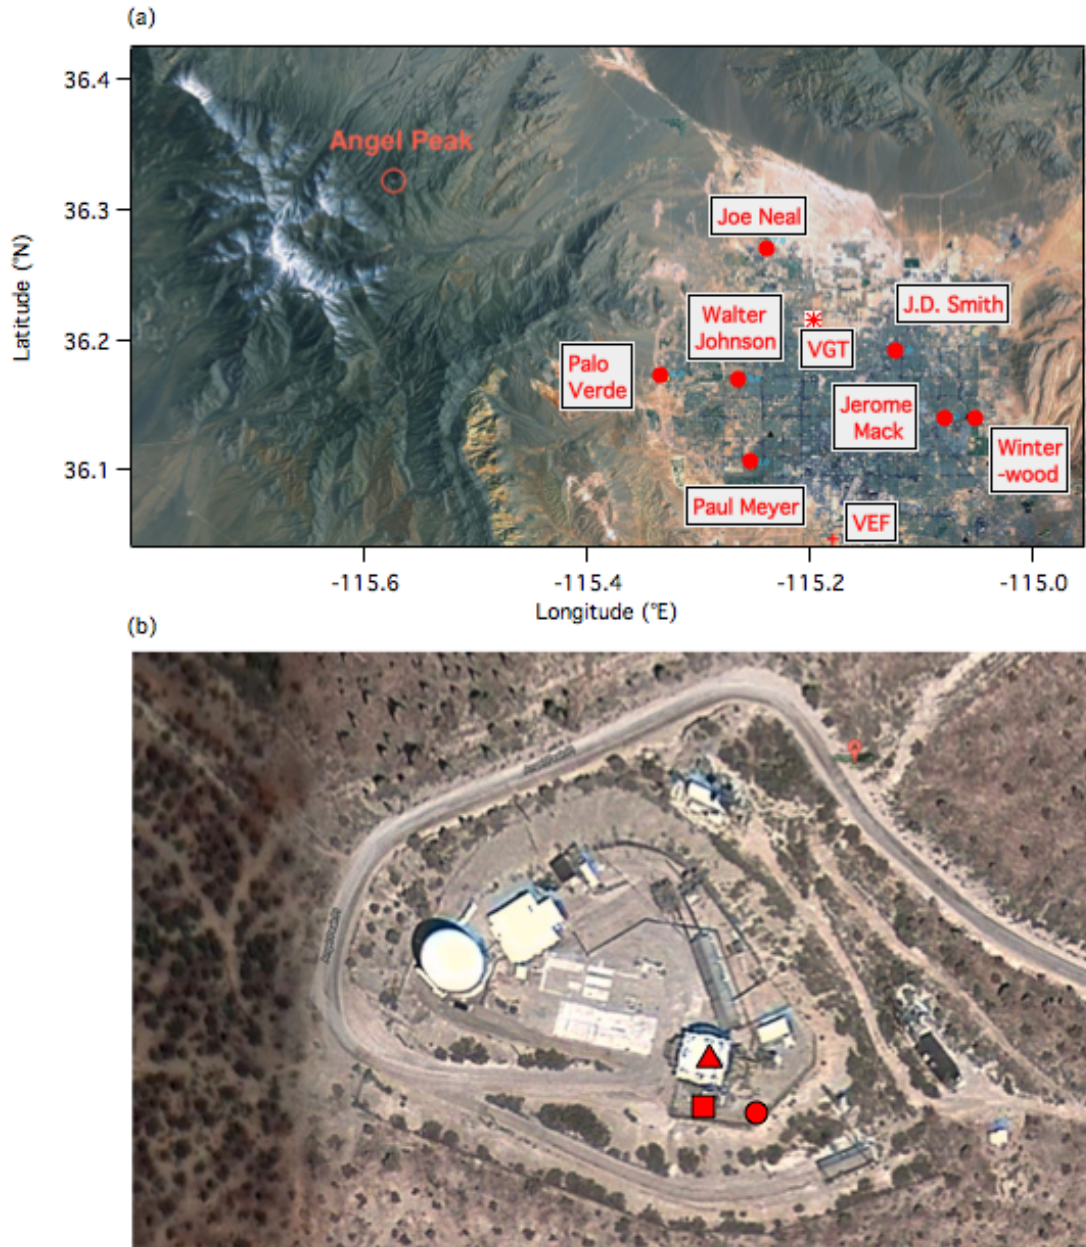 (a)
36.4
36.3
36.2
36.1
Latitude (°N)
Angel Peak
Joe Neal
J.D. Smith
Walter
Johnson
VGT
Palo
Verde
Jerome
Mack
Winter
-wood
Paul Meyer
VEF
-115.6
-115.4
-115.2
-115.0
Longitude (°E)
(b)